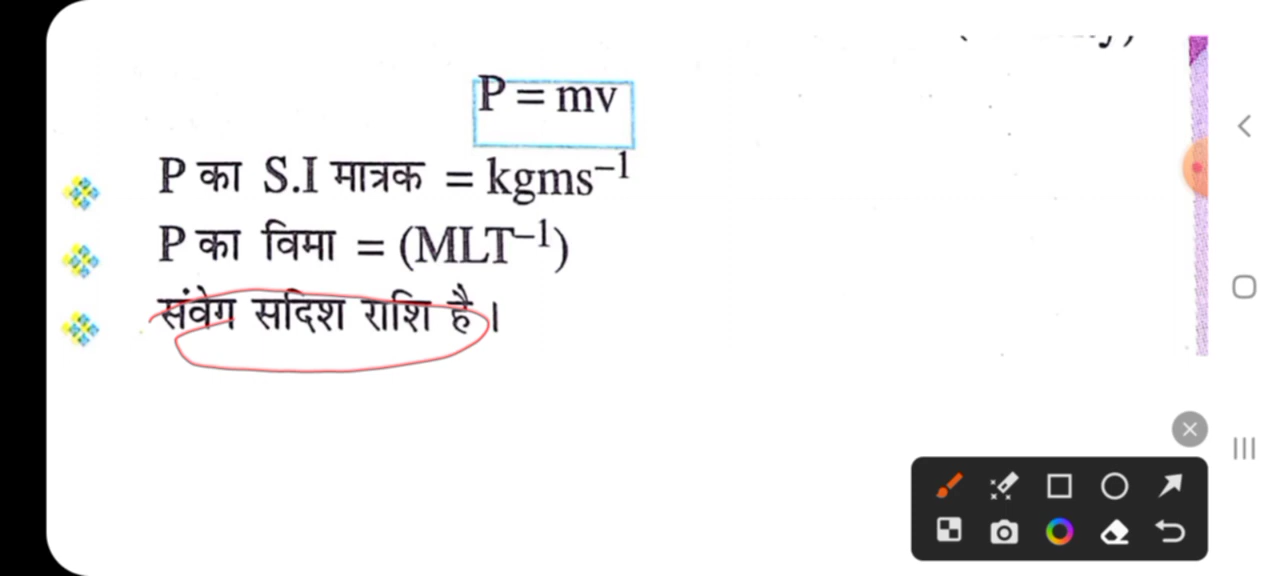 P = mv
P का S.I मात्रक = kgms⁻¹
P का विमा = (MLT⁻¹)
संवेग सदिश राशि है।